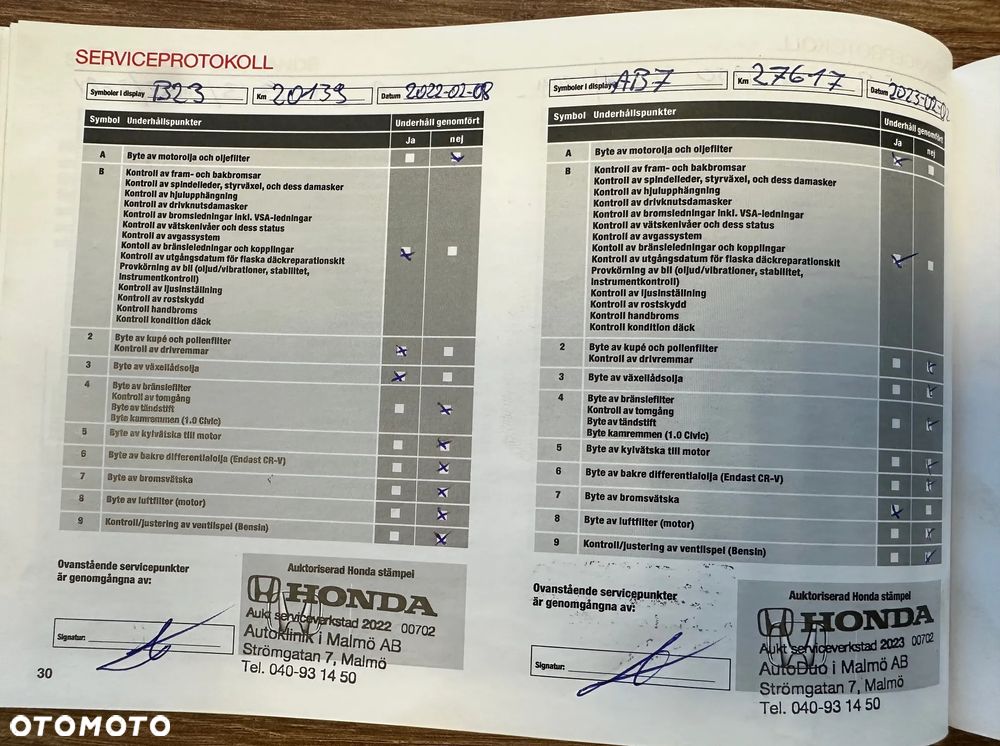 SERVICEPROTOKOLL
Symboler i display B23 Km 20139 Datum 2022-02-08
Symbol Underhållspunkter Underhåll genomfört
Ja nej
A Byte av motorolja och oljefilter
B Kontroll av fram- och bakbromsar
Kontroll av spindelleder, styrväxel, och dess damasker
Kontroll av hjulupphängning
Kontroll av drivknutsdamasker
Kontroll av bromsledningar inkl. VSA-ledningar
Kontroll av vätskenivåer och dess status
Kontroll av avgassystem
Kontoll av bränsleledningar och kopplingar
Kontroll av utgångsdatum för flaska däckreparationskit
Provkörning av bil (oljud/vibrationer, stabilitet,
Instrumentkontroll)
Kontroll av ljusinställning
Kontroll av rostskydd
Kontroll handbroms
Kontroll kondition däck
2 Byte av kupé och pollenfilter
Kontroll av drivremmar
3 Byte av växellådsolja
4 Byte av bränslefilter
Kontroll av tomgång
Byte av tändstift
Byte kamremmen (1.0 Civic)
5 Byte av kylvätska till motor
6 Byte av bakre differentialolja (Endast CR-V)
7 Byte av bromsvätska
8 Byte av luftfilter (motor)
9 Kontroll/justering av ventilspel (Bensin)
Ovanstående servicepunkter
är genomgångna av:
Signatur:
Auktoriserad Honda stämpel
HONDA
Aukt serviceverkstad 2022 00702
Autoklinik i Malmö AB
Strömgatan 7, Malmö
Tel. 040-93 14 50
30
Symboler i display AB7 Km 27617 Datum 2023-02-02
Symbol Underhållspunkter Underhåll genomfört
Ja nej
A Byte av motorolja och oljefilter
B Kontroll av fram- och bakbromsar
Kontroll av spindelleder, styrväxel, och dess damasker
Kontroll av hjulupphängning
Kontroll av drivknutsdamasker
Kontroll av bromsledningar inkl. VSA-ledningar
Kontroll av vätskenivåer och dess status
Kontroll av avgassystem
Kontoll av bränsleledningar och kopplingar
Kontroll av utgångsdatum för flaska däckreparationskit
Provkörning av bil (oljud/vibrationer, stabilitet,
Instrumentkontroll)
Kontroll av ljusinställning
Kontroll av rostskydd
Kontroll handbroms
Kontroll kondition däck
2 Byte av kupé och pollenfilter
Kontroll av drivremmar
3 Byte av växellådsolja
4 Byte av bränslefilter
Kontroll av tomgång
Byte av tändstift
Byte kamremmen (1.0 Civic)
5 Byte av kylvätska till motor
6 Byte av bakre differentialolja (Endast CR-V)
7 Byte av bromsvätska
8 Byte av luftfilter (motor)
9 Kontroll/justering av ventilspel (Bensin)
Ovanstående servicepunkter
är genomgångna av:
Signatur:
Auktoriserad Honda stämpel
HONDA
Aukt serviceverkstad 2023 00702
AutoDuo i Malmö AB
Strömgatan 7, Malmö
Tel. 040-93 14 50
OTOMOTO